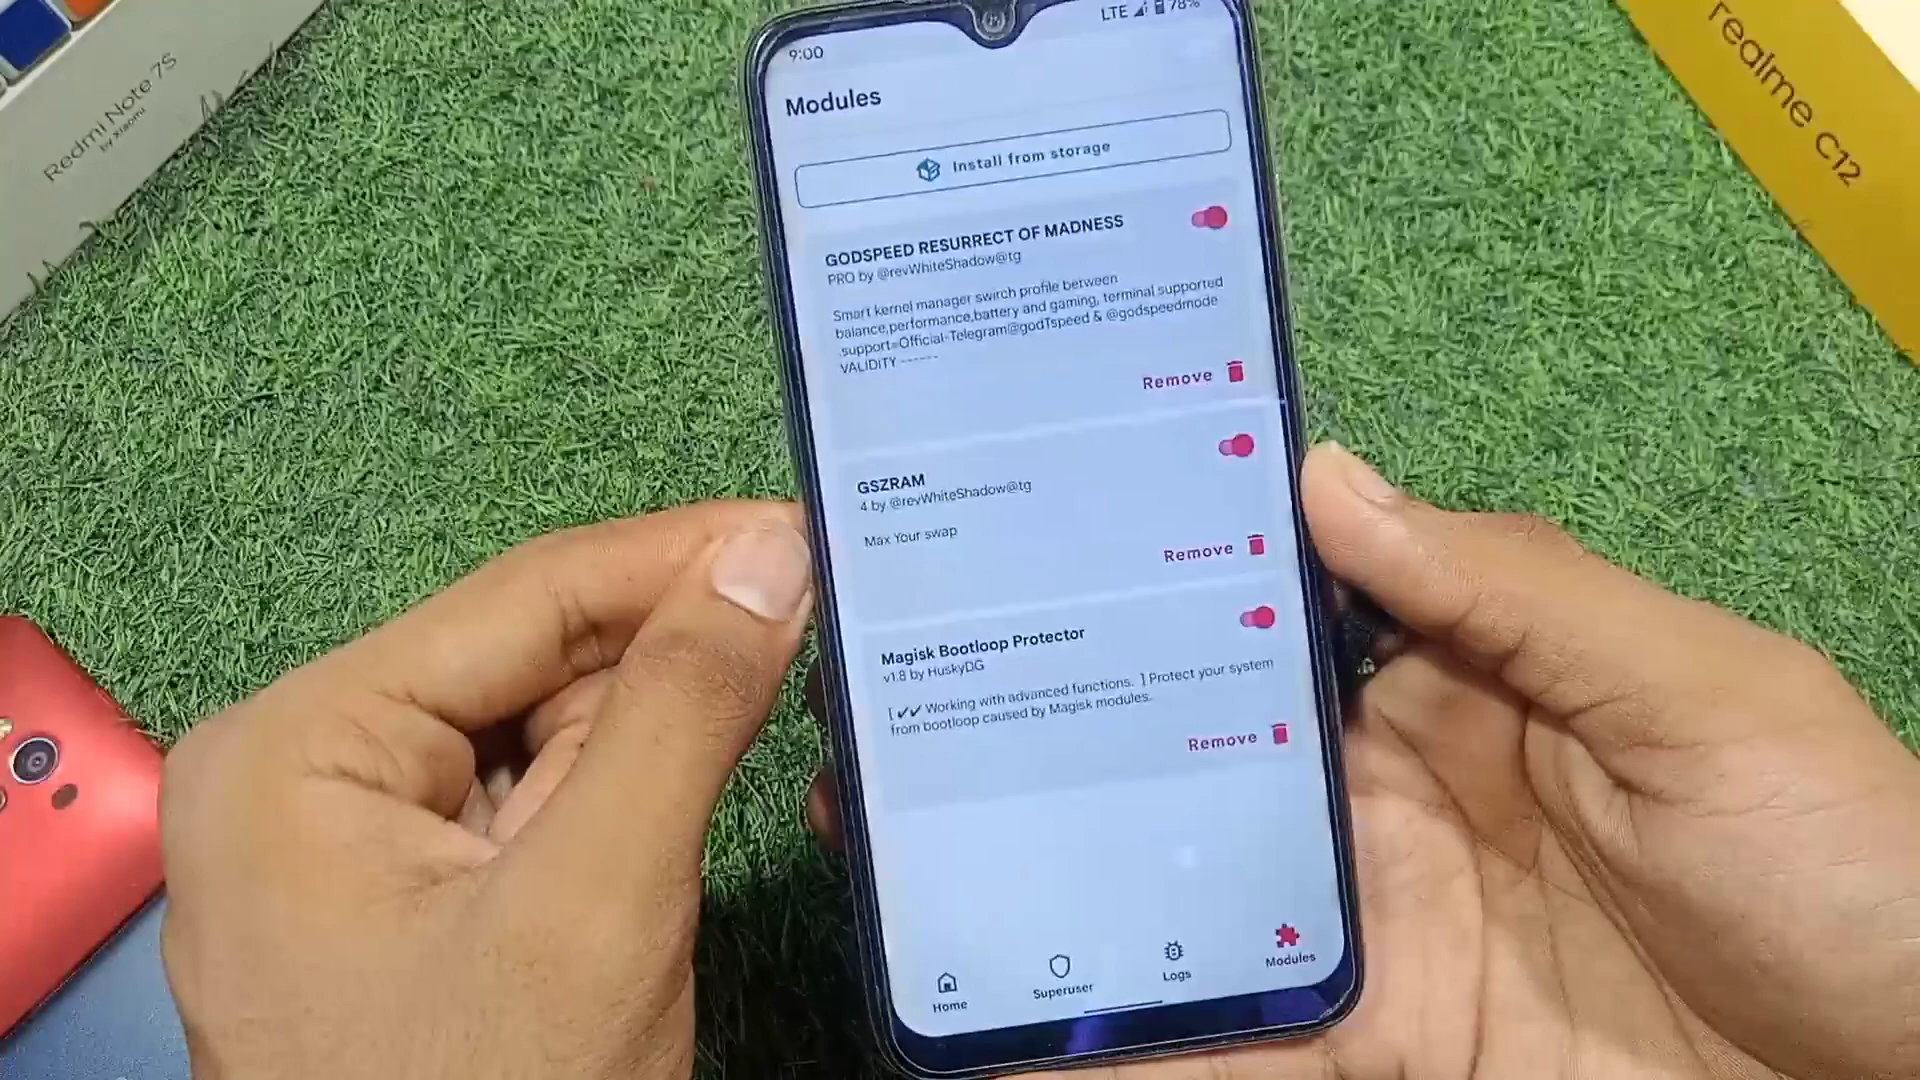 Redmi Note 7S
by Xiaomi
realme C12
9:00
LTE 78%
Modules
Install from storage
GODSPEED RESURRECT OF MADNESS
PRO by @revWhiteShadow@tg
Smart kernel manager swirch profile between
balance,performance,battery and gaming, terminal supported
.support=Official-Telegram@godTspeed & @godspeedmode
VALIDITY ------
Remove
GSZRAM
4 by @revWhiteShadow@tg
Max Your swap
Remove
Magisk Bootloop Protector
v1.8 by HuskyDG
[ ✔✔ Working with advanced functions. ] Protect your system
from bootloop caused by Magisk modules.
Remove
Home
Superuser
Logs
Modules